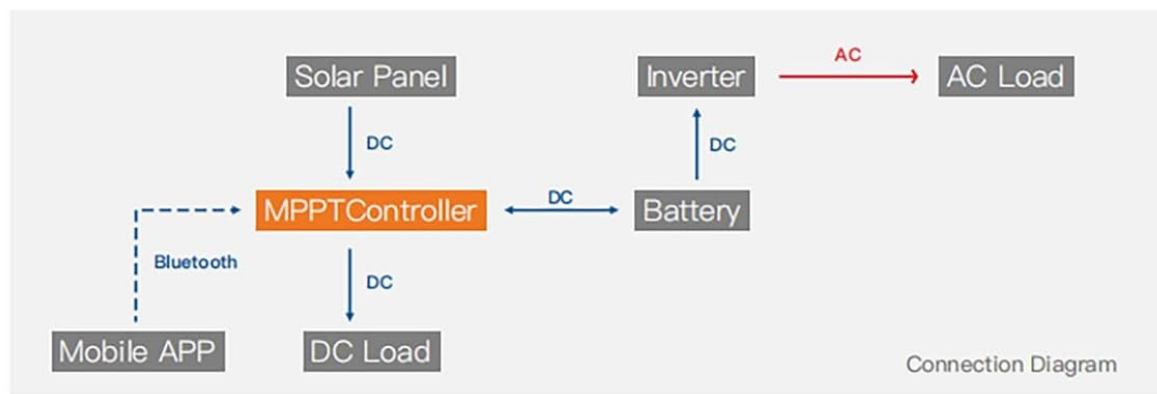 Solar Panel
Inverter
AC
AC Load
DC
DC
MPPTController
DC
Battery
Bluetooth
DC
Mobile APP
DC Load
Connection Diagram